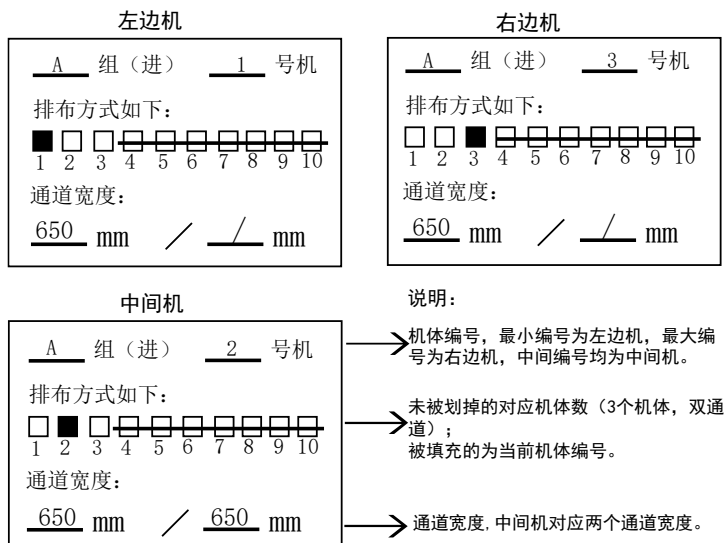 左边机
A 组（进） 1 号机
排布方式如下：
1 2 3 4 5 6 7 8 9 10
通道宽度：
650 mm / / mm
右边机
A 组（进） 3 号机
排布方式如下：
1 2 3 4 5 6 7 8 9 10
通道宽度：
650 mm / / mm
中间机
A 组（进） 2 号机
排布方式如下：
1 2 3 4 5 6 7 8 9 10
通道宽度：
650 mm / 650 mm
说明：
机体编号，最小编号为左边机，最大编
号为右边机，中间编号均为中间机。
未被划掉的对应机体数（3个机体，双通
道）；
被填充的为当前机体编号。
通道宽度,中间机对应两个通道宽度。